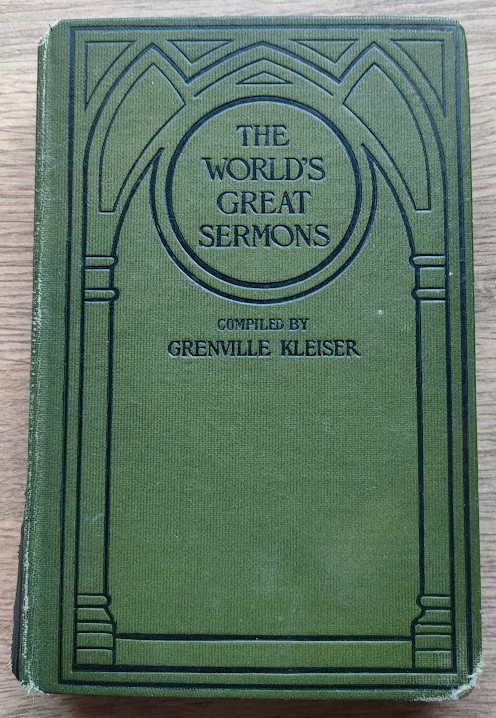 THE
WORLD'S
GREAT
SERMONS
COMPILED BY
GRENVILLE KLEISER